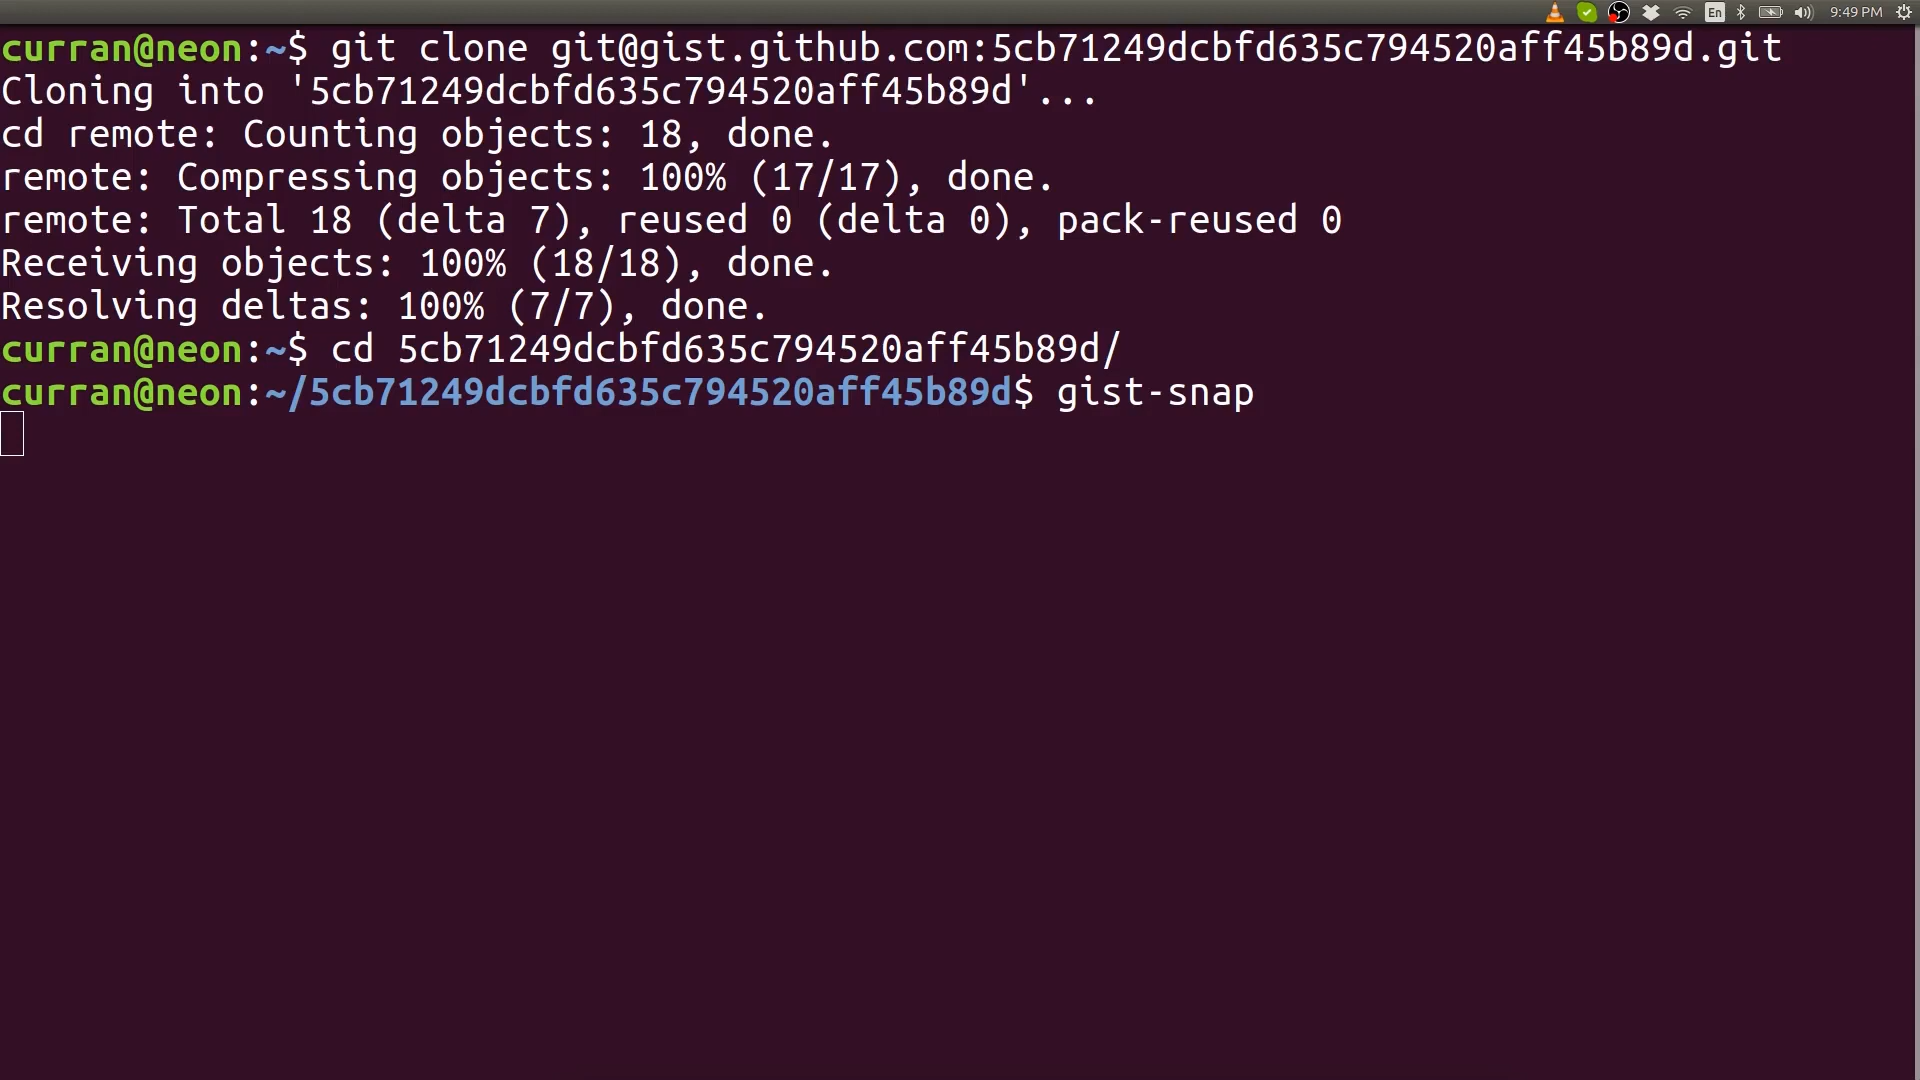 En 9:49 PM
curran@neon:~$ git clone git@gist.github.com:5cb71249dcbfd635c794520aff45b89d.git
Cloning into '5cb71249dcbfd635c794520aff45b89d'...
cd remote: Counting objects: 18, done.
remote: Compressing objects: 100% (17/17), done.
remote: Total 18 (delta 7), reused 0 (delta 0), pack-reused 0
Receiving objects: 100% (18/18), done.
Resolving deltas: 100% (7/7), done.
curran@neon:~$ cd 5cb71249dcbfd635c794520aff45b89d/
curran@neon:~/5cb71249dcbfd635c794520aff45b89d$ gist-snap